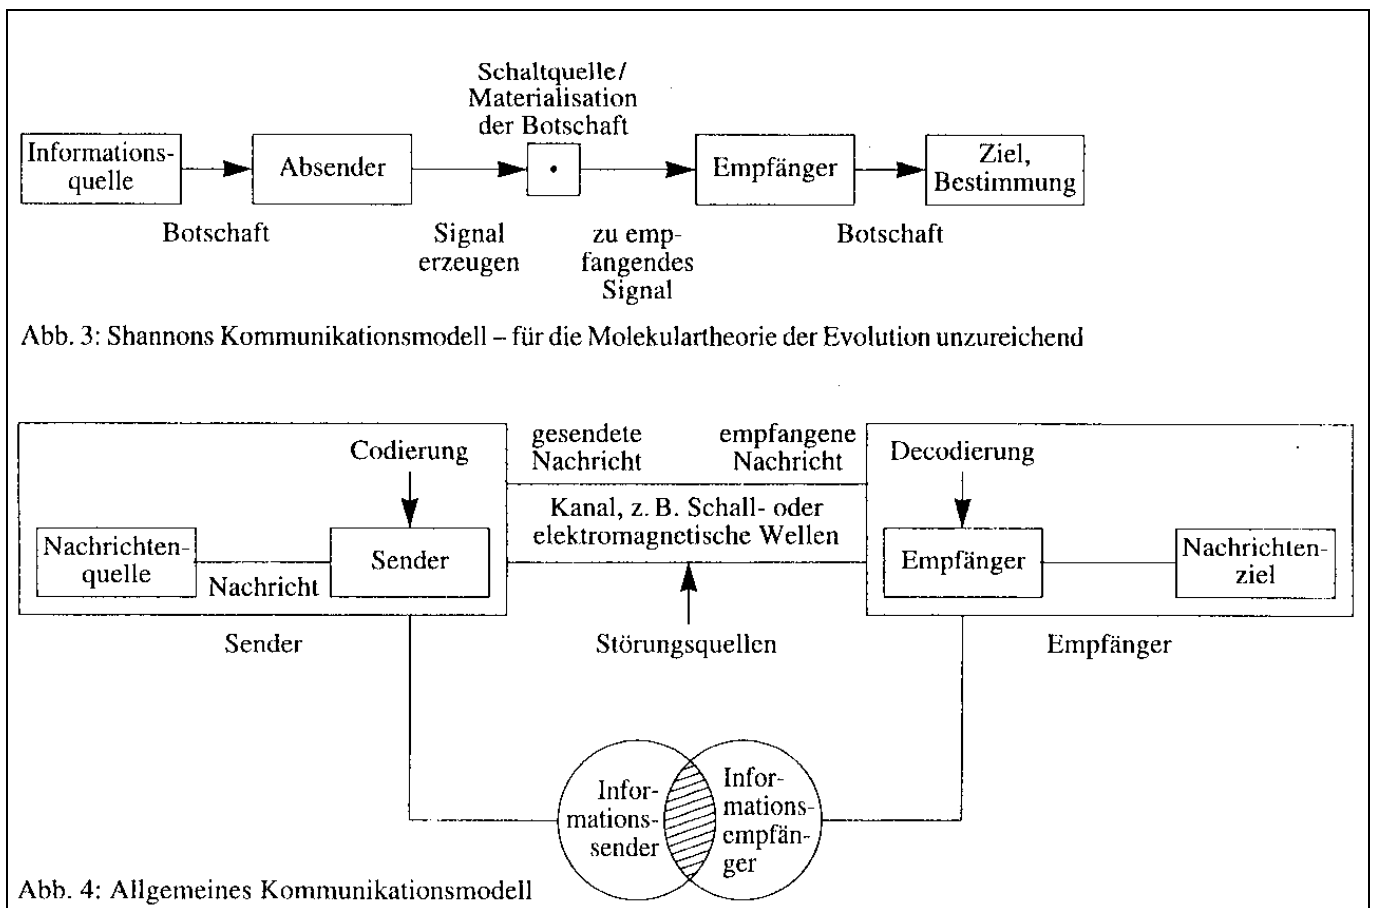 Schaltquelle/
Materialisation
der Botschaft
Informations-
quelle
Absender
Empfänger
Ziel,
Bestimmung
Botschaft
Signal
erzeugen
zu emp-
fangendes
Signal
Botschaft
Abb. 3: Shannons Kommunikationsmodell – für die Molekulartheorie der Evolution unzureichend
Codierung
gesendete
Nachricht
empfangene
Nachricht
Decodierung
Nachrichten-
quelle
Nachricht
Sender
Kanal, z. B. Schall- oder
elektromagnetische Wellen
Empfänger
Nachrichten-
ziel
Sender
Störungsquellen
Empfänger
Infor-
mations-
sender
Infor-
mations-
empfän-
ger
Abb. 4: Allgemeines Kommunikationsmodell